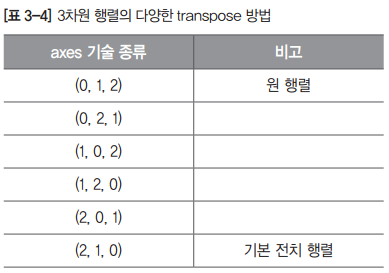 [표 3-4] 3차원 행렬의 다양한 transpose 방법
axes 기술 종류 비고
(0, 1, 2) 원 행렬
(0, 2, 1)
(1, 0, 2)
(1, 2, 0)
(2, 0, 1)
(2, 1, 0) 기본 전치 행렬